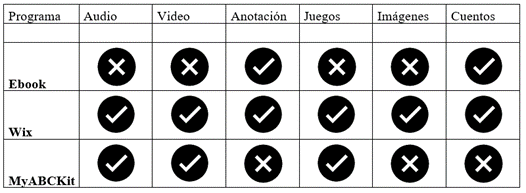 Programa Audio Video Anotación Juegos Imágenes Cuentos
Ebook
Wix
MyABCKit